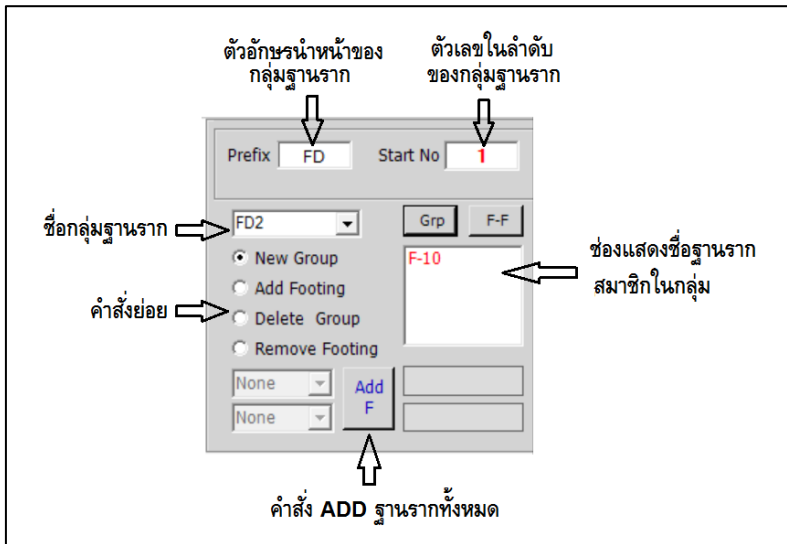 ตัวอักษรนำหน้าของ
กลุ่มฐานราก
ตัวเลขในลำดับ
ของกลุ่มฐานราก
Prefix FD Start No 1
ชื่อกลุ่มฐานราก
FD2 Grp F-F
New Group
F-10
ช่องแสดงชื่อฐานราก
สมาชิกในกลุ่ม
Add Footing
คำสั่งย่อย
Delete Group
Remove Footing
None
None
Add
F
คำสั่ง ADD ฐานรากทั้งหมด